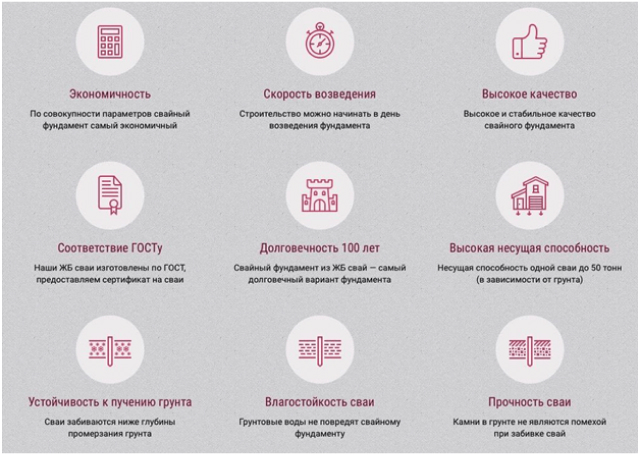 Экономичность
По совокупности параметров свайный
фундамент самый экономичный
Скорость возведения
Строительство можно начинать в день
возведения фундамента
Высокое качество
Высокое и стабильное качество
свайного фундамента
Соответствие ГОСТу
Наши ЖБ сваи изготовлены по ГОСТ,
предоставляем сертификат на сваи
Долговечность 100 лет
Свайный фундамент из ЖБ свай — самый
долговечный вариант фундамента
Высокая несущая способность
Несущая способность одной сваи до 50 тонн
(в зависимости от грунта)
Устойчивость к пучению грунта
Сваи забиваются ниже глубины
промерзания грунта
Влагостойкость сваи
Грунтовые воды не повредят свайному
фундаменту
Прочность сваи
Камни в грунте не являются помехой
при забивке свай